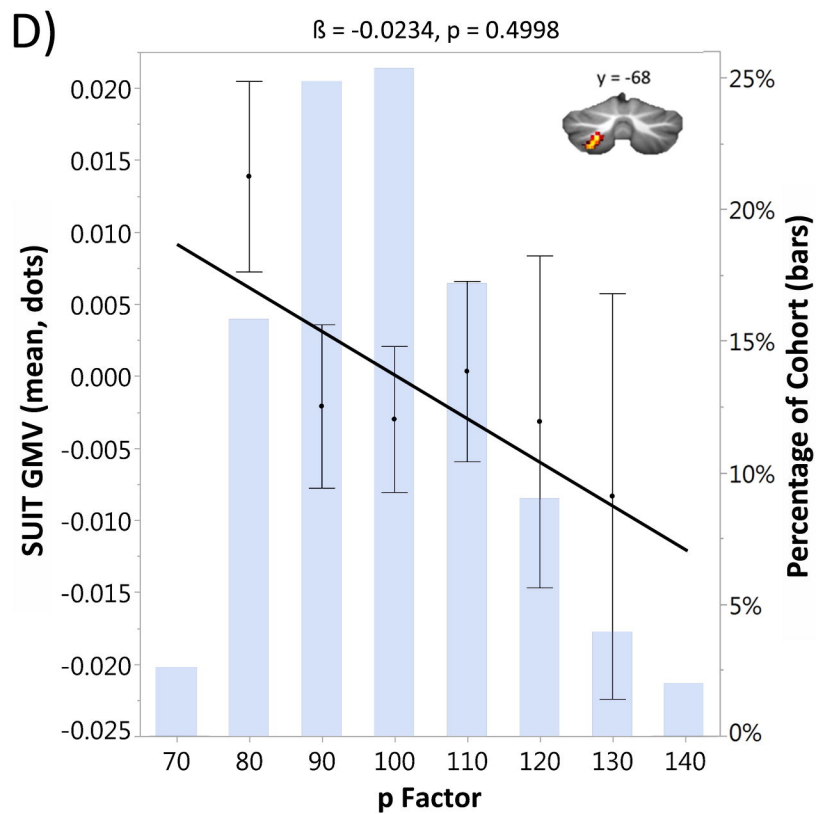 D)
ß = -0.0234, p = 0.4998
y = -68
SUIT GMV (mean, dots)
0.020
0.015
0.010
0.005
0.000
-0.005
-0.010
-0.015
-0.020
-0.025
25%
20%
15%
10%
5%
0%
Percentage of Cohort (bars)
70 80 90 100 110 120 130 140
p Factor